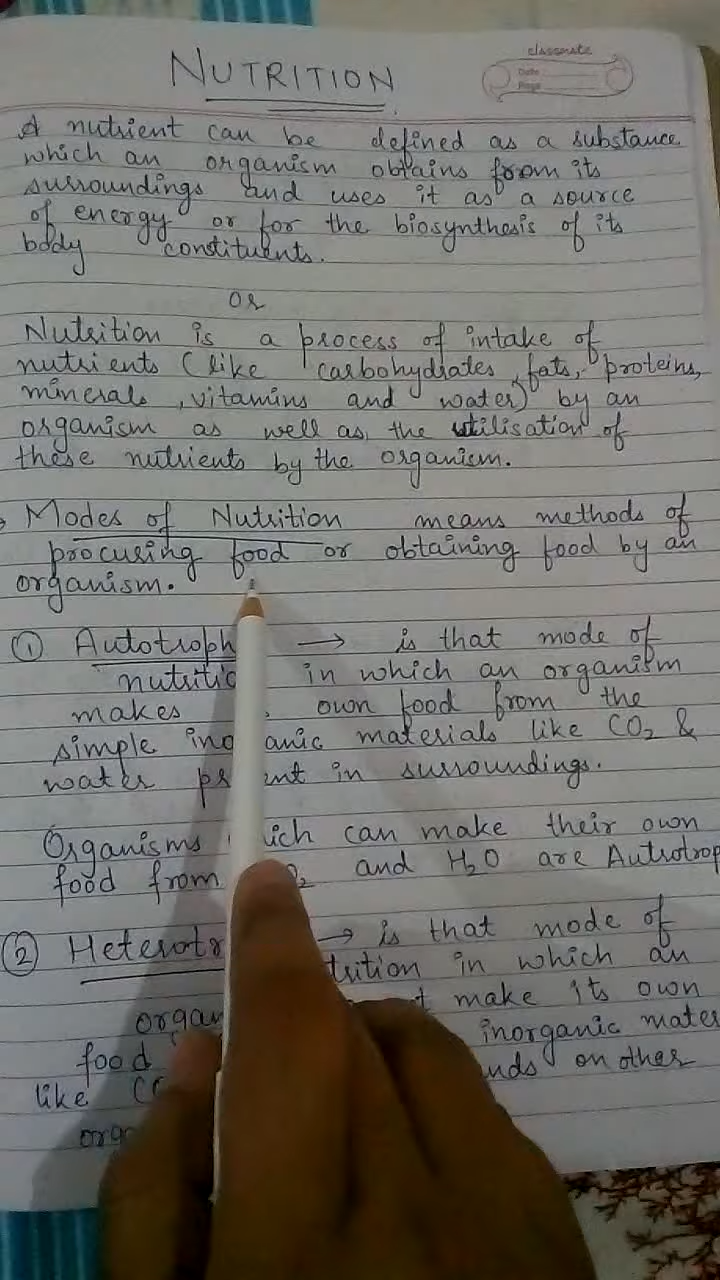 NUTRITION
classmate
Date
Page
A nutrient can be defined as a substance
which an organism obtains from its
surroundings and uses it as a source
of energy or for the biosynthesis of its
body constituents.
or
Nutrition is a process of intake of
nutrients (like carbohydrates, fats, proteins,
minerals, vitamins and water) by an
organism as well as the utilisation of
these nutrients by the organism.
Modes of Nutrition means methods of
procuring food or obtaining food by an
organism.
① Autotroph → is that mode of
nutritio in which an organism
makes own food from the
simple ino anic materials like CO₂ &
water pr ent in surroundings.
Organisms which can make their own
food from and H₂O are Autrotrop
② Heterotr → is that mode of
trition in which an
organ make its own
food inorganic mater
like on other